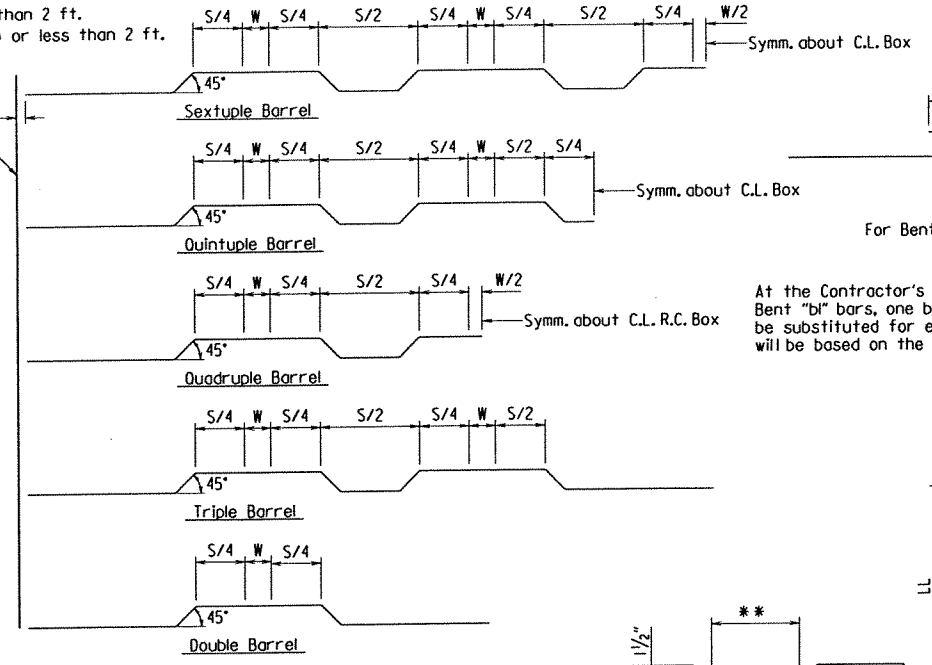 than 2 ft.
or less than 2 ft.
S/4 W S/4 S/2 S/4 W S/4 S/2 S/4 W/2
Symm. about C.L. Box
45°
Sextuple Barrel
S/4 W S/4 S/2 S/4 W S/2 S/4
Symm. about C.L. Box
45°
Quintuple Barrel
For Bent
S/4 W S/4 S/2 S/4 W/2
Symm. about C.L. R.C. Box
45°
Quadruple Barrel
At the Contractor's
Bent "bl" bars, one b
be substituted for e
will be based on the
S/4 W S/4 S/2 S/4 W S/2
45°
Triple Barrel
S/4 W S/4
45°
Double Barrel
**
1½"